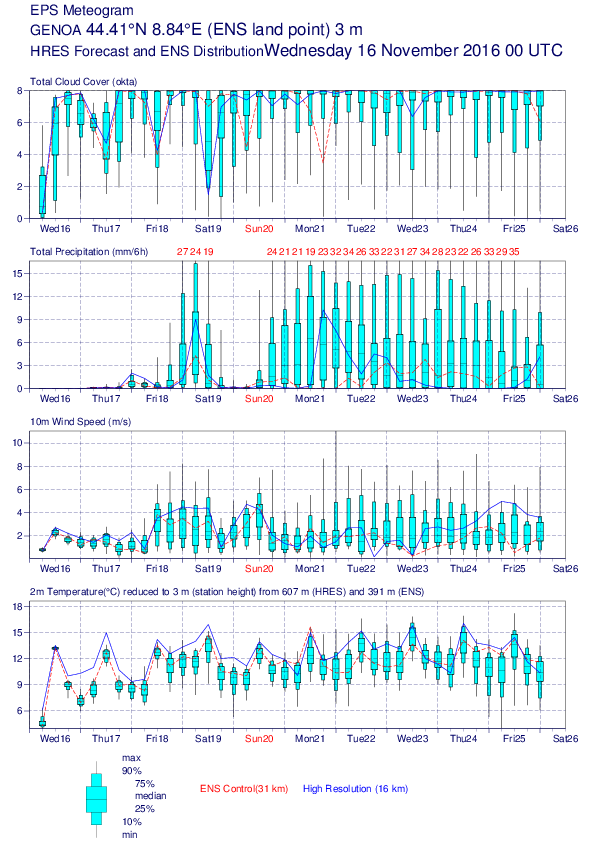 EPS Meteogram
GENOA 44.41°N 8.84°E (ENS land point) 3 m
HRES Forecast and ENS Distribution Wednesday 16 November 2016 00 UTC
Total Cloud Cover (okta)
8
6
4
2
0
Wed16 Thu17 Fri18 Sat19 Sun20 Mon21 Tue22 Wed23 Thu24 Fri25 Sat26
Total Precipitation (mm/6h) 27 24 19 24 21 21 19 23 32 34 26 33 22 31 27 34 28 23 22 26 33 29 35
15
12
9
6
3
0
Wed16 Thu17 Fri18 Sat19 Sun20 Mon21 Tue22 Wed23 Thu24 Fri25 Sat26
10m Wind Speed (m/s)
10
8
6
4
2
Wed16 Thu17 Fri18 Sat19 Sun20 Mon21 Tue22 Wed23 Thu24 Fri25 Sat26
2m Temperature(°C) reduced to 3 m (station height) from 607 m (HRES) and 391 m (ENS)
18
15
12
9
6
Wed16 Thu17 Fri18 Sat19 Sun20 Mon21 Tue22 Wed23 Thu24 Fri25 Sat26
max
90%
75%
median
25%
10%
min
ENS Control(31 km) High Resolution (16 km)